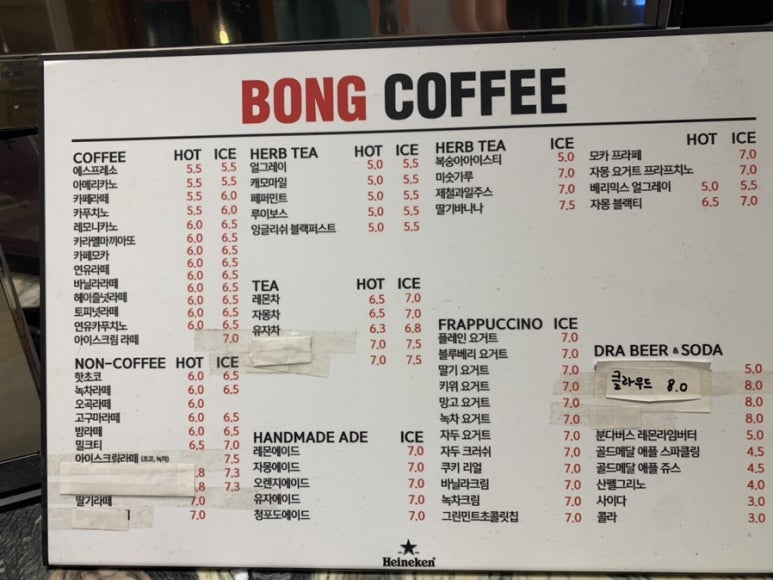 BONG COFFEE
COFFEE HOT ICE
에스프레소 5.5 5.5
아메리카노 5.5 5.5
카페라떼 5.5 6.0
카푸치노 5.5 6.0
레모니카노 6.0 6.5
카라멜마끼아또 6.0 6.5
카페모카 6.0 6.5
연유라떼 6.0 6.5
바닐라라떼 6.0 6.5
헤이즐넛라떼 6.0 6.5
토피넛라떼 6.0 6.5
연유카푸치노 6.0 6.5
아이스크림 라떼 7.0
NON-COFFEE HOT ICE
핫초코 6.0 6.5
녹차라떼 6.0 6.5
오곡라떼 6.0
고구마라떼 6.0 6.5
밤라떼 6.0 6.5
밀크티 6.5 7.0
아이스크림라떼 (초코, 녹차) 7.5
.8 7.3
.8 7.3
딸기라떼 7.0
7.0
HERB TEA HOT ICE
얼그레이 5.0 5.5
캐모마일 5.0 5.5
페퍼민트 5.0 5.5
루이보스 5.0 5.5
잉글리쉬 블랙퍼스트 5.0 5.5
TEA HOT ICE
레몬차 6.5 7.0
자몽차 6.5 7.0
유자차 6.3 6.8
7.0 7.5
7.0 7.5
HANDMADE ADE ICE
레몬에이드 7.0
자몽에이드 7.0
오렌지에이드 7.0
유자에이드 7.0
청포도에이드 7.0
HERB TEA ICE
복숭아아이스티 5.0
미숫가루 7.0
제철과일주스 7.0
딸기바나나 7.5
HOT ICE
모카 프라페 7.0
자몽 요거트 프라프치노 7.0
베리믹스 얼그레이 5.0 5.5
자몽 블랙티 6.5 7.0
FRAPPUCCINO ICE
플레인 요거트 7.0
블루베리 요거트 7.0
딸기 요거트 7.0
키위 요거트 7.0
망고 요거트 7.0
녹차 요거트 7.0
자두 요거트 7.0
자두 크러쉬 7.0
쿠키 리얼 7.0
바닐라크림 7.0
녹차크림 7.0
그린민트초콜릿칩 7.0
DRA BEER & SODA
5.0
클라우드 8.0 8.0
8.0
8.0
분다버스 레몬라임버터 5.0
골드메달 애플 스파클링 4.5
골드메달 애플 쥬스 4.5
산펠그리노 4.0
사이다 3.0
콜라 3.0
Heineken